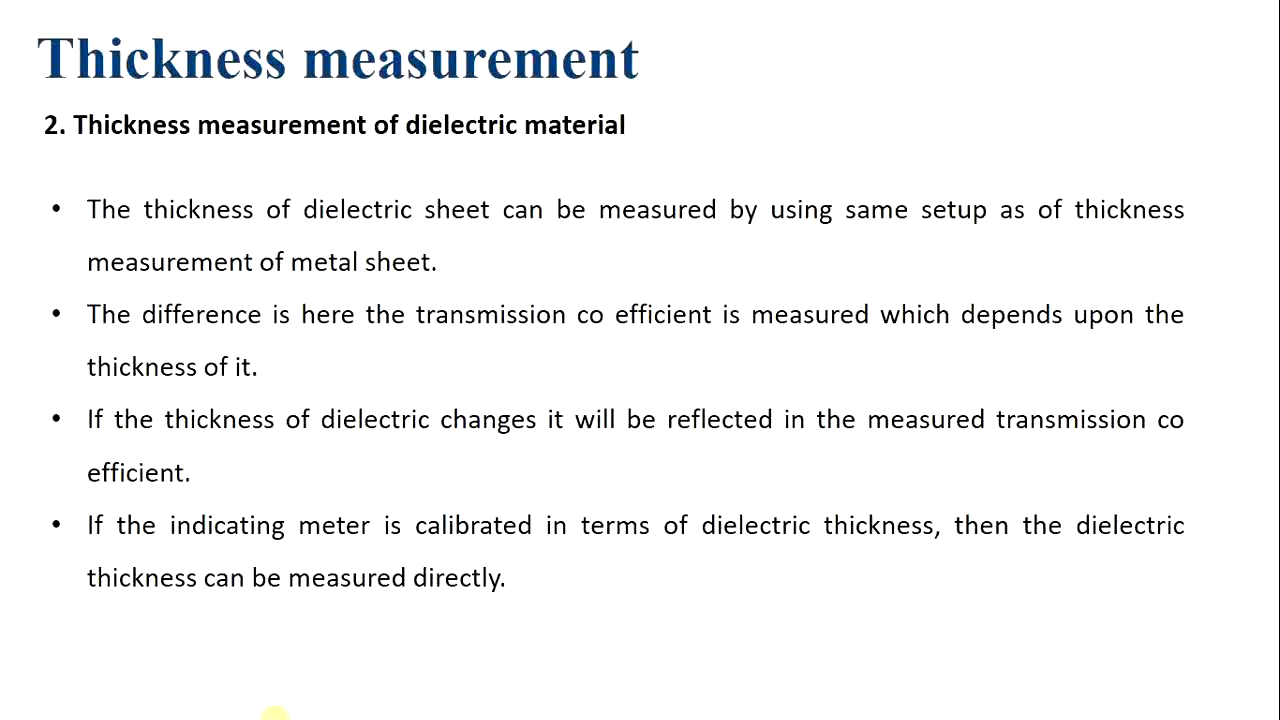 Thickness measurement
2. Thickness measurement of dielectric material
• The thickness of dielectric sheet can be measured by using same setup as of thickness
measurement of metal sheet.
• The difference is here the transmission co efficient is measured which depends upon the
thickness of it.
• If the thickness of dielectric changes it will be reflected in the measured transmission co
efficient.
• If the indicating meter is calibrated in terms of dielectric thickness, then the dielectric
thickness can be measured directly.